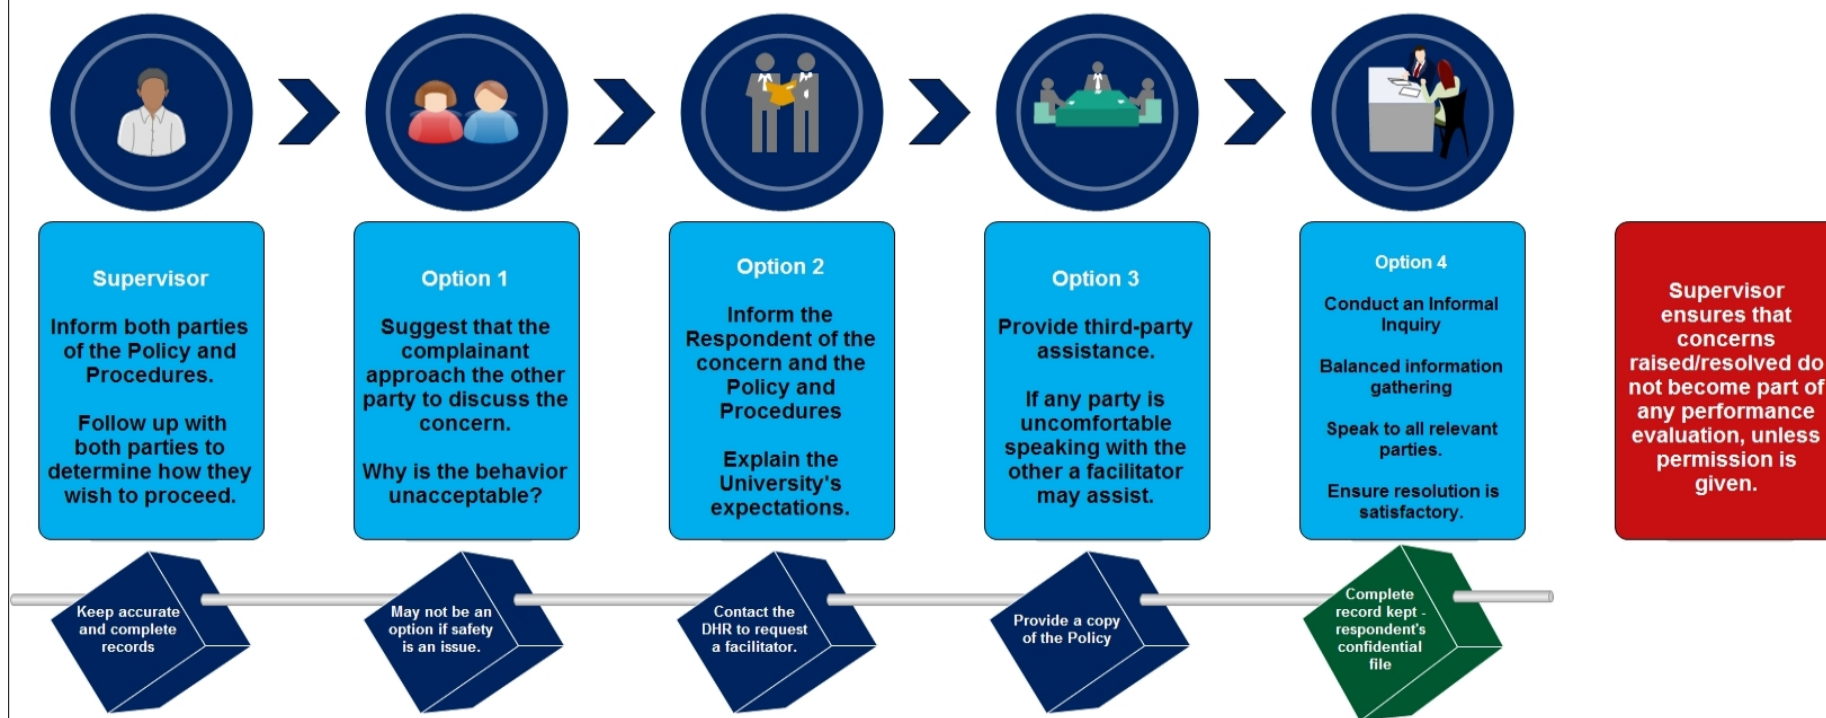 Supervisor
Inform both parties
of the Policy and
Procedures.
Follow up with
both parties to
determine how they
wish to proceed.
Option 1
Suggest that the
complainant
approach the other
party to discuss the
concern.
Why is the behavior
unacceptable?
Option 2
Inform the
Respondent of the
concern and the
Policy and
Procedures
Explain the
University's
expectations.
Option 3
Provide third-party
assistance.
If any party is
uncomfortable
speaking with the
other a facilitator
may assist.
Option 4
Conduct an Informal
Inquiry
Balanced information
gathering
Speak to all relevant
parties.
Ensure resolution is
satisfactory.
Supervisor
ensures that
concerns
raised/resolved do
not become part of
any performance
evaluation, unless
permission is
given.
Keep accurate
and complete
records
May not be an
option if safety
is an issue.
Contact the
DHR to request
a facilitator.
Provide a copy
of the Policy
Complete
record kept -
respondent's
confidential
file